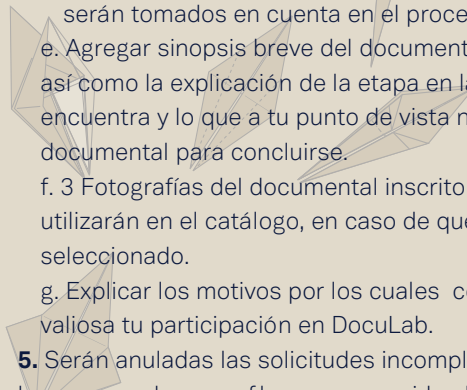 serán tomados en cuenta en el proce
e. Agregar sinopsis breve del document
así como la explicación de la etapa en la
encuentra y lo que a tu punto de vista n
documental para concluirse.
f. 3 Fotografías del documental inscrito
utilizarán en el catálogo, en caso de que
seleccionado.
g. Explicar los motivos por los cuales co
valiosa tu participación en DocuLab.
5. Serán anuladas las solicitudes incompl